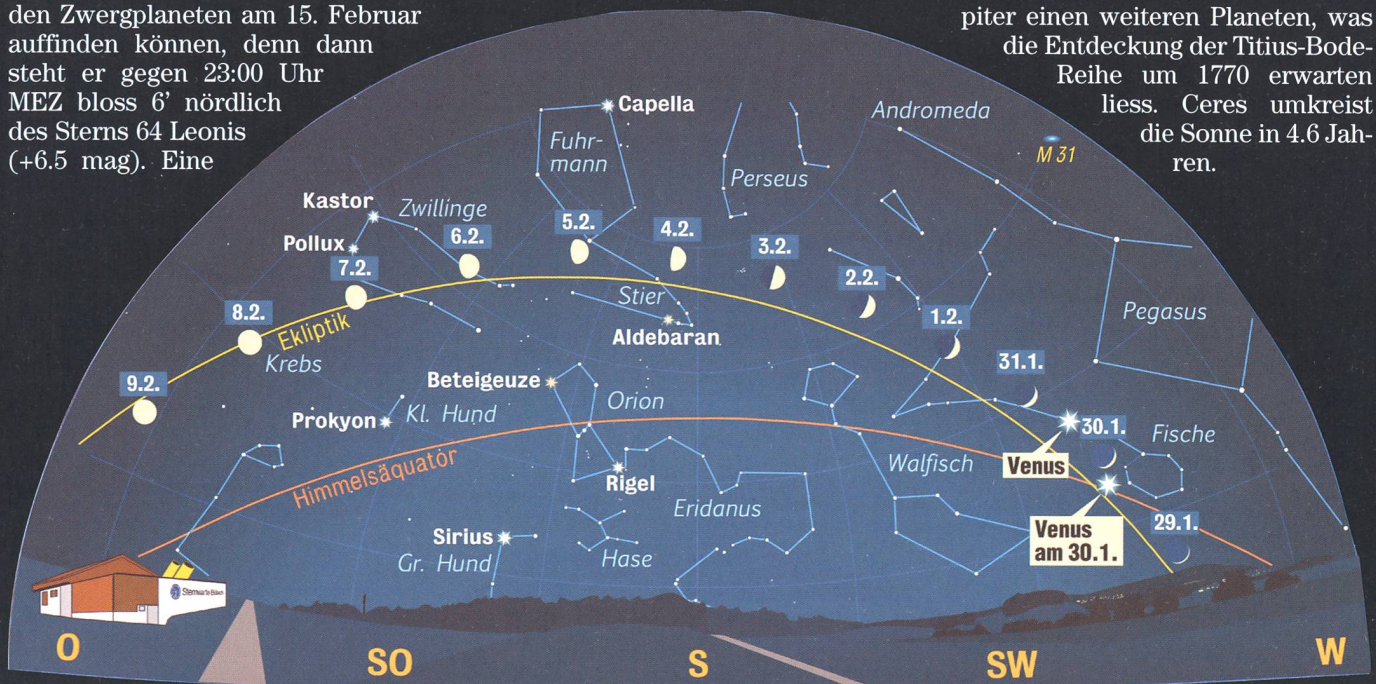 den Zwergplaneten am 15. Februar
auffinden können, denn dann
steht er gegen 23:00 Uhr
MEZ bloss 6' nördlich
des Sterns 64 Leonis
(+6.5 mag). Eine
piter einen weiteren Planeten, was
die Entdeckung der Titius-Bode-
Reihe um 1770 erwarten
liess. Ceres umkreist
die Sonne in 4.6 Jah-
ren.
Capella
Fuhr-
mann
Perseus
Andromeda
M 31
Kastor
Zwillinge
Pollux
7.2.
6.2.
5.2.
4.2.
3.2.
2.2.
1.2.
31.1.
30.1.
29.1.
8.2.
9.2.
Ekliptik
Krebs
Stier
Aldebaran
Pegasus
Beteigeuze
Orion
Prokyon
Kl. Hund
Himmelsäquator
Rigel
Eridanus
Walfisch
Fische
Venus
Venus
am 30.1.
Sirius
Gr. Hund
Hase
Sternwarte Bülach
O
SO
S
SW
W